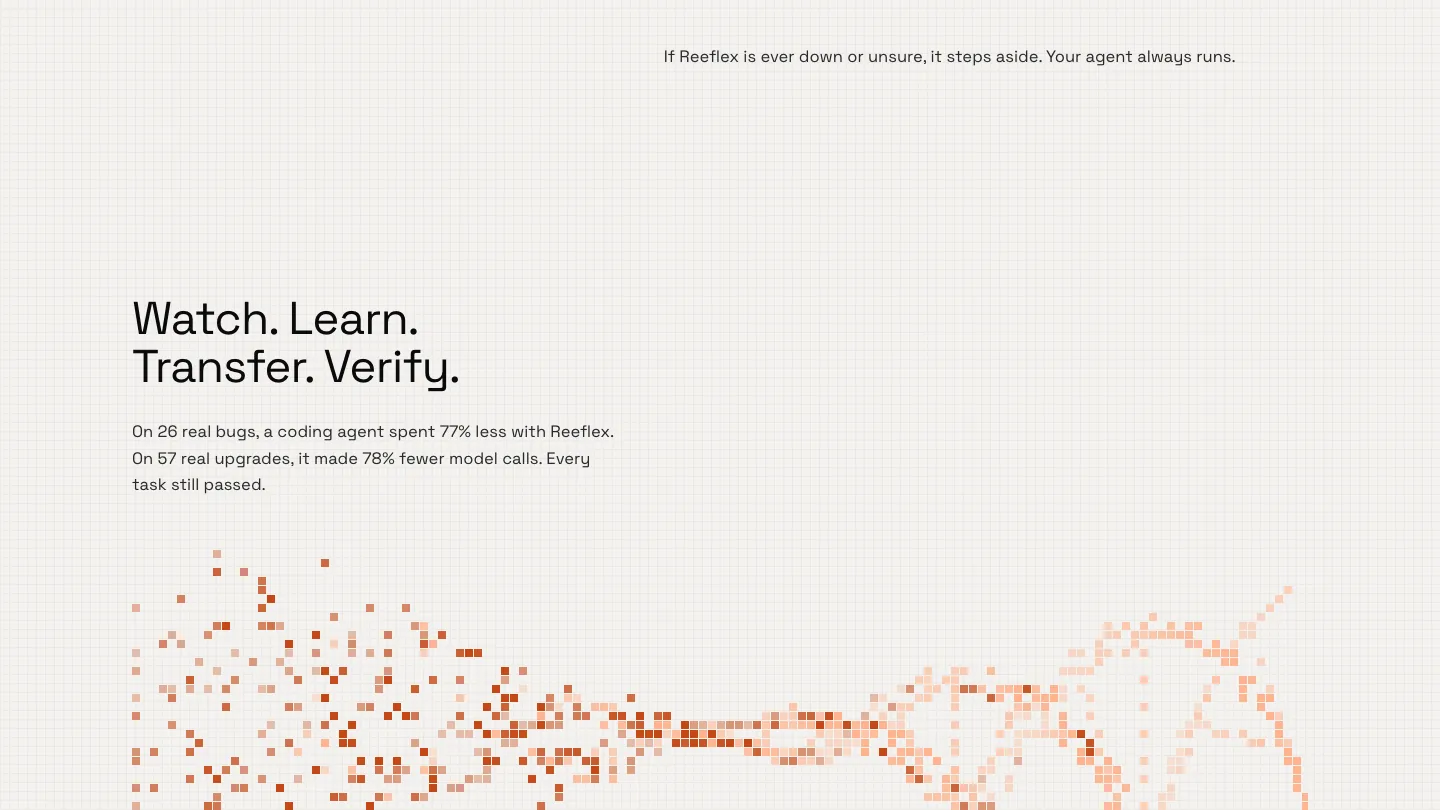 If Reeflex is ever down or unsure, it steps aside. Your agent always runs.
Watch. Learn.
Transfer. Verify.
On 26 real bugs, a coding agent spent 77% less with Reeflex.
On 57 real upgrades, it made 78% fewer model calls. Every
task still passed.